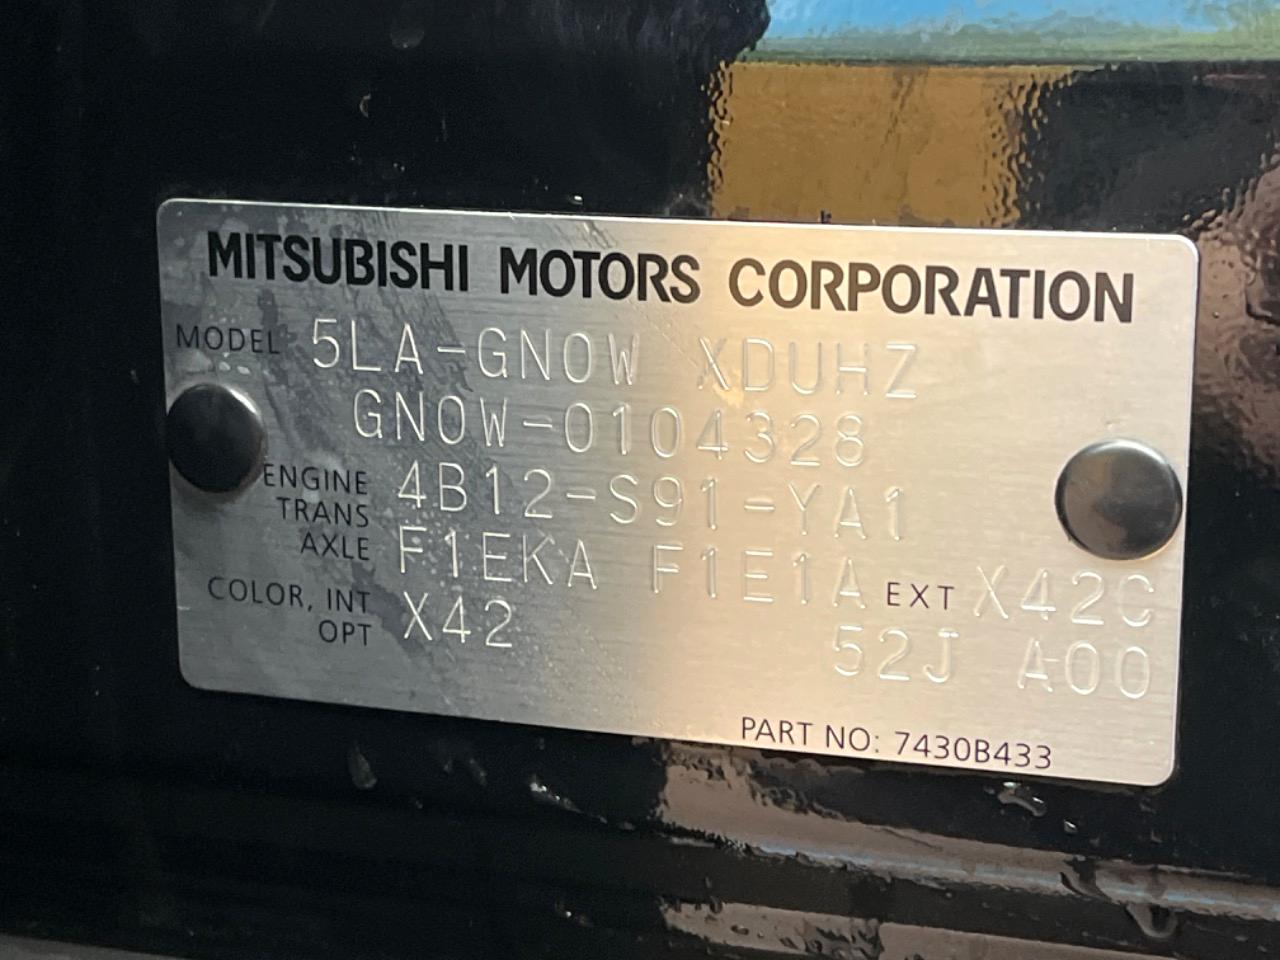 MITSUBISHI MOTORS CORPORATION
MODEL 5LA-GN0W XDUHZ
GN0W-0104328
ENGINE 4B12-S91-YA1
TRANS
AXLE F1EKA F1E1A
COLOR, INT X42 EXT X42C
OPT 52J A00
PART NO: 7430B433